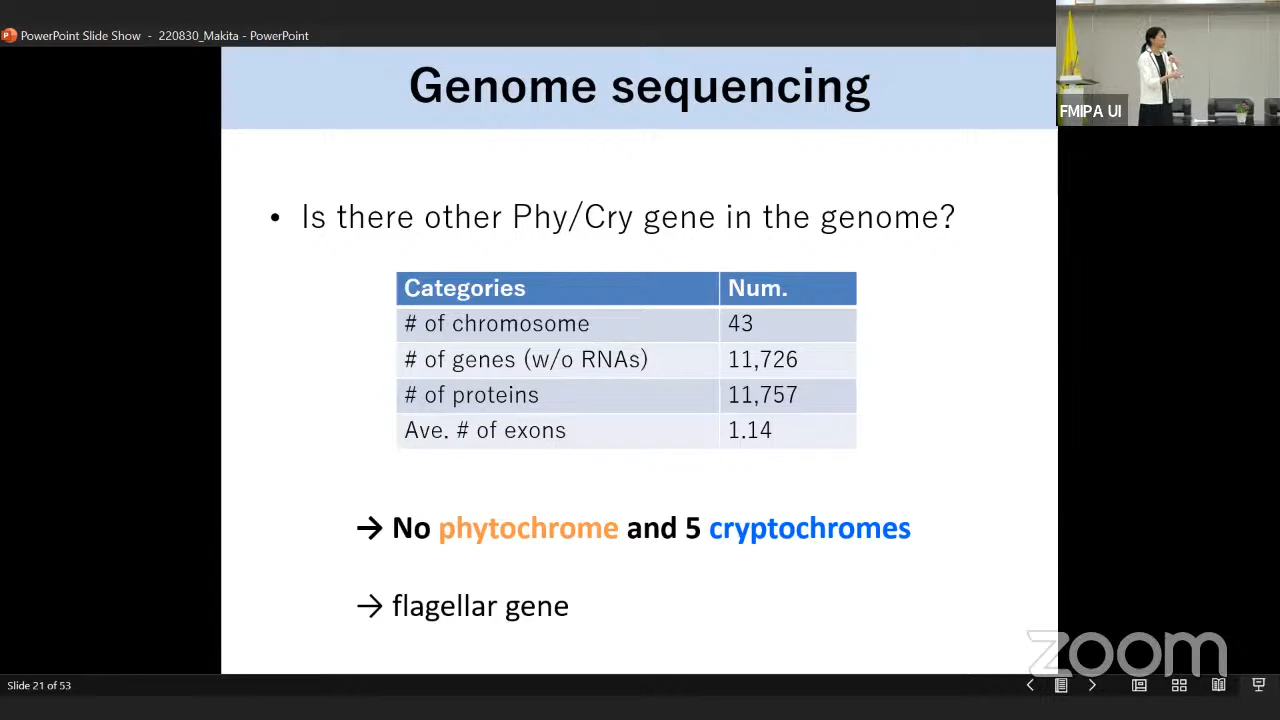 PowerPoint Slide Show - 220830_Makita - PowerPoint
Genome sequencing
FMIPA UI
• Is there other Phy/Cry gene in the genome?
Categories Num.
# of chromosome 43
# of genes (w/o RNAs) 11,726
# of proteins 11,757
Ave. # of exons 1.14
→ No phytochrome and 5 cryptochromes
→ flagellar gene
zoom
Slide 21 of 53